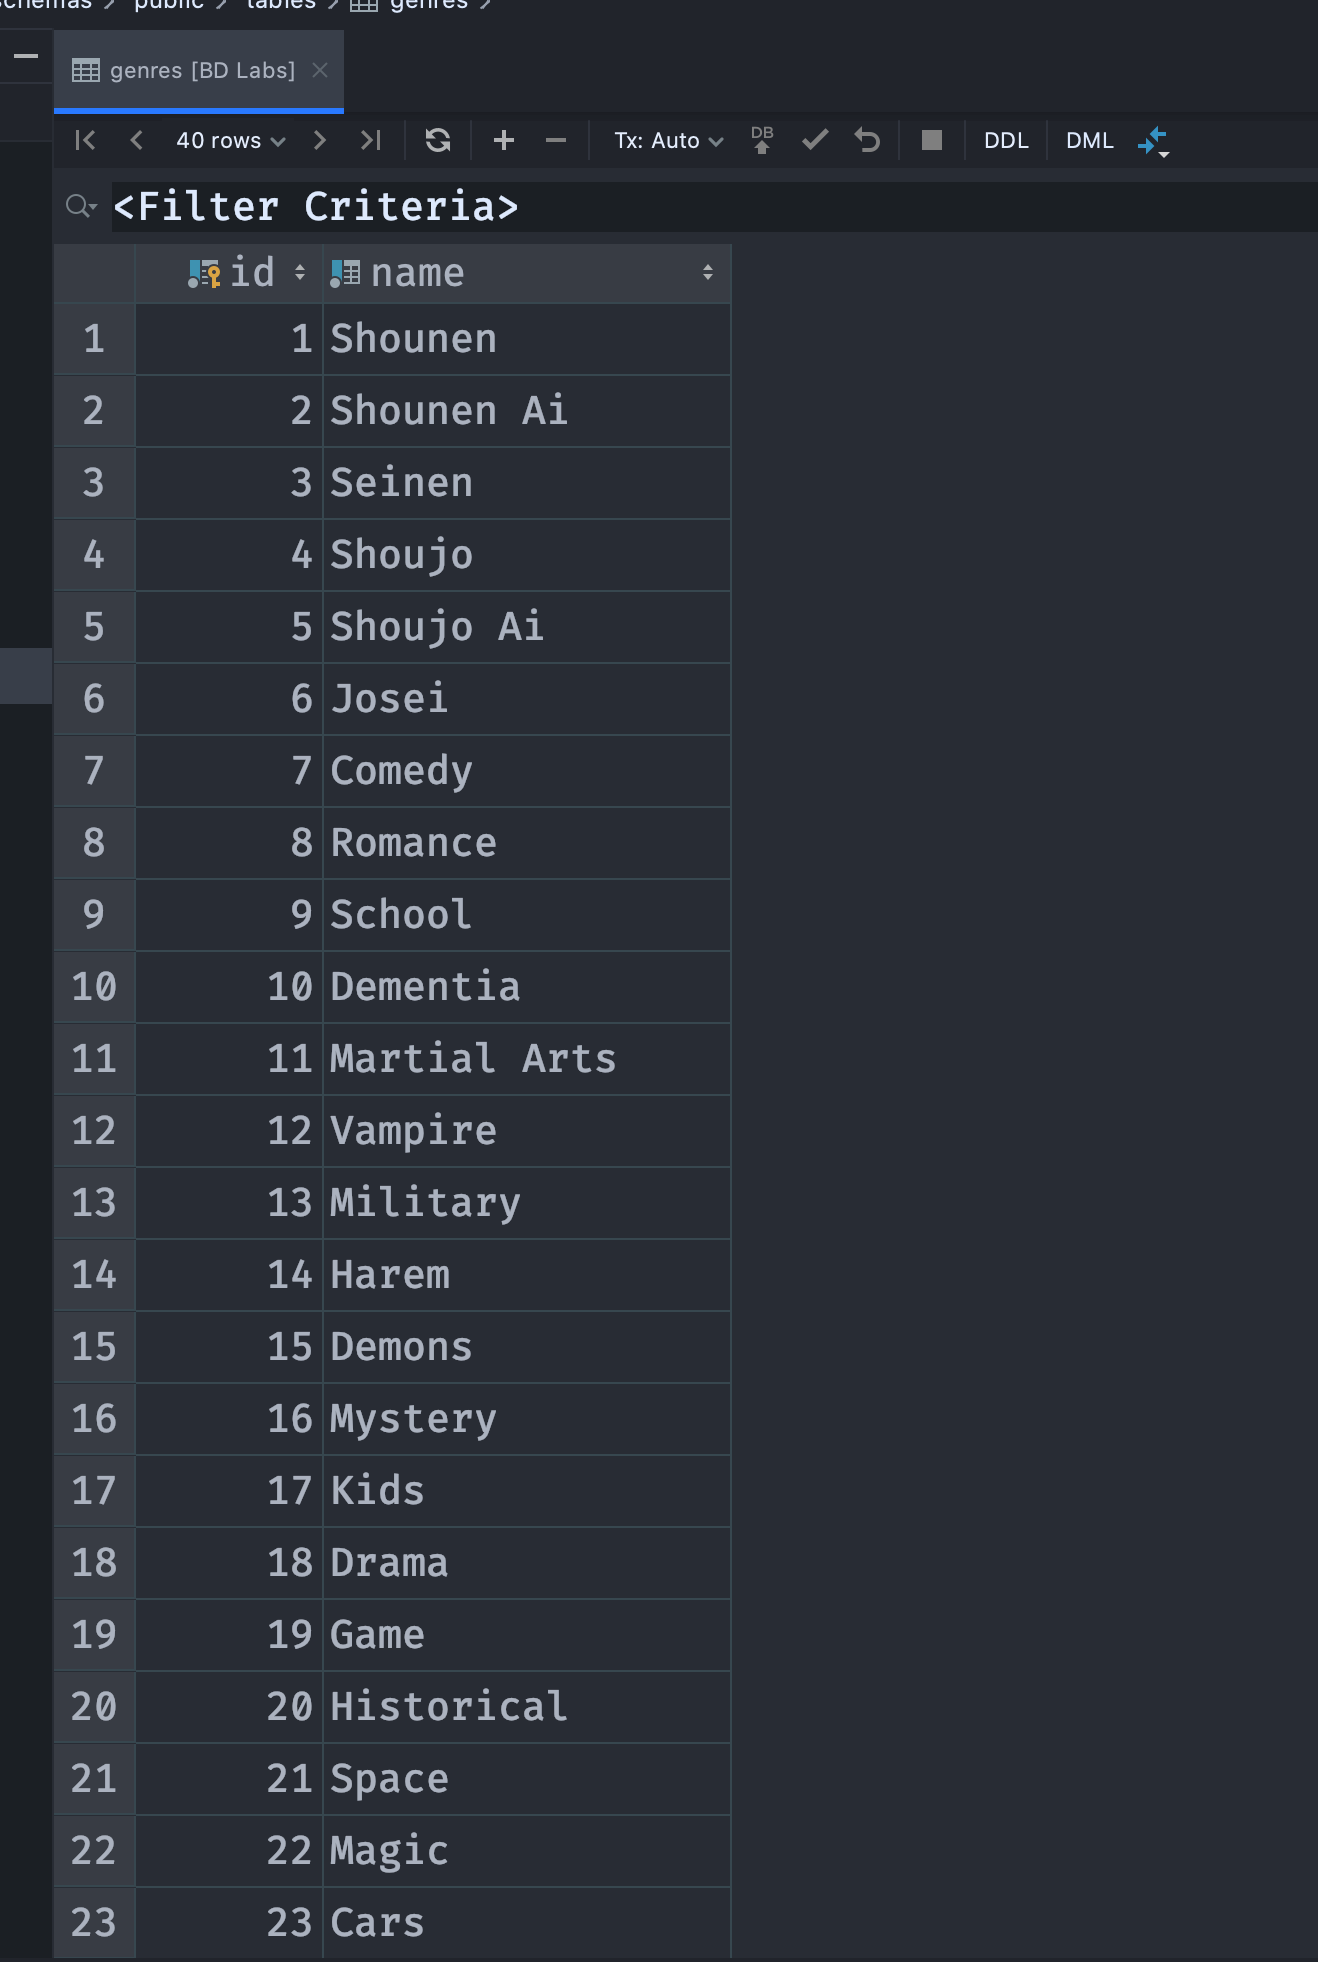 schemas > public > tables > genres >
genres [BD Labs]
40 rows Tx: Auto DB DDL DML
<Filter Criteria>
id name
1 1 Shounen
2 2 Shounen Ai
3 3 Seinen
4 4 Shoujo
5 5 Shoujo Ai
6 6 Josei
7 7 Comedy
8 8 Romance
9 9 School
10 10 Dementia
11 11 Martial Arts
12 12 Vampire
13 13 Military
14 14 Harem
15 15 Demons
16 16 Mystery
17 17 Kids
18 18 Drama
19 19 Game
20 20 Historical
21 21 Space
22 22 Magic
23 23 Cars